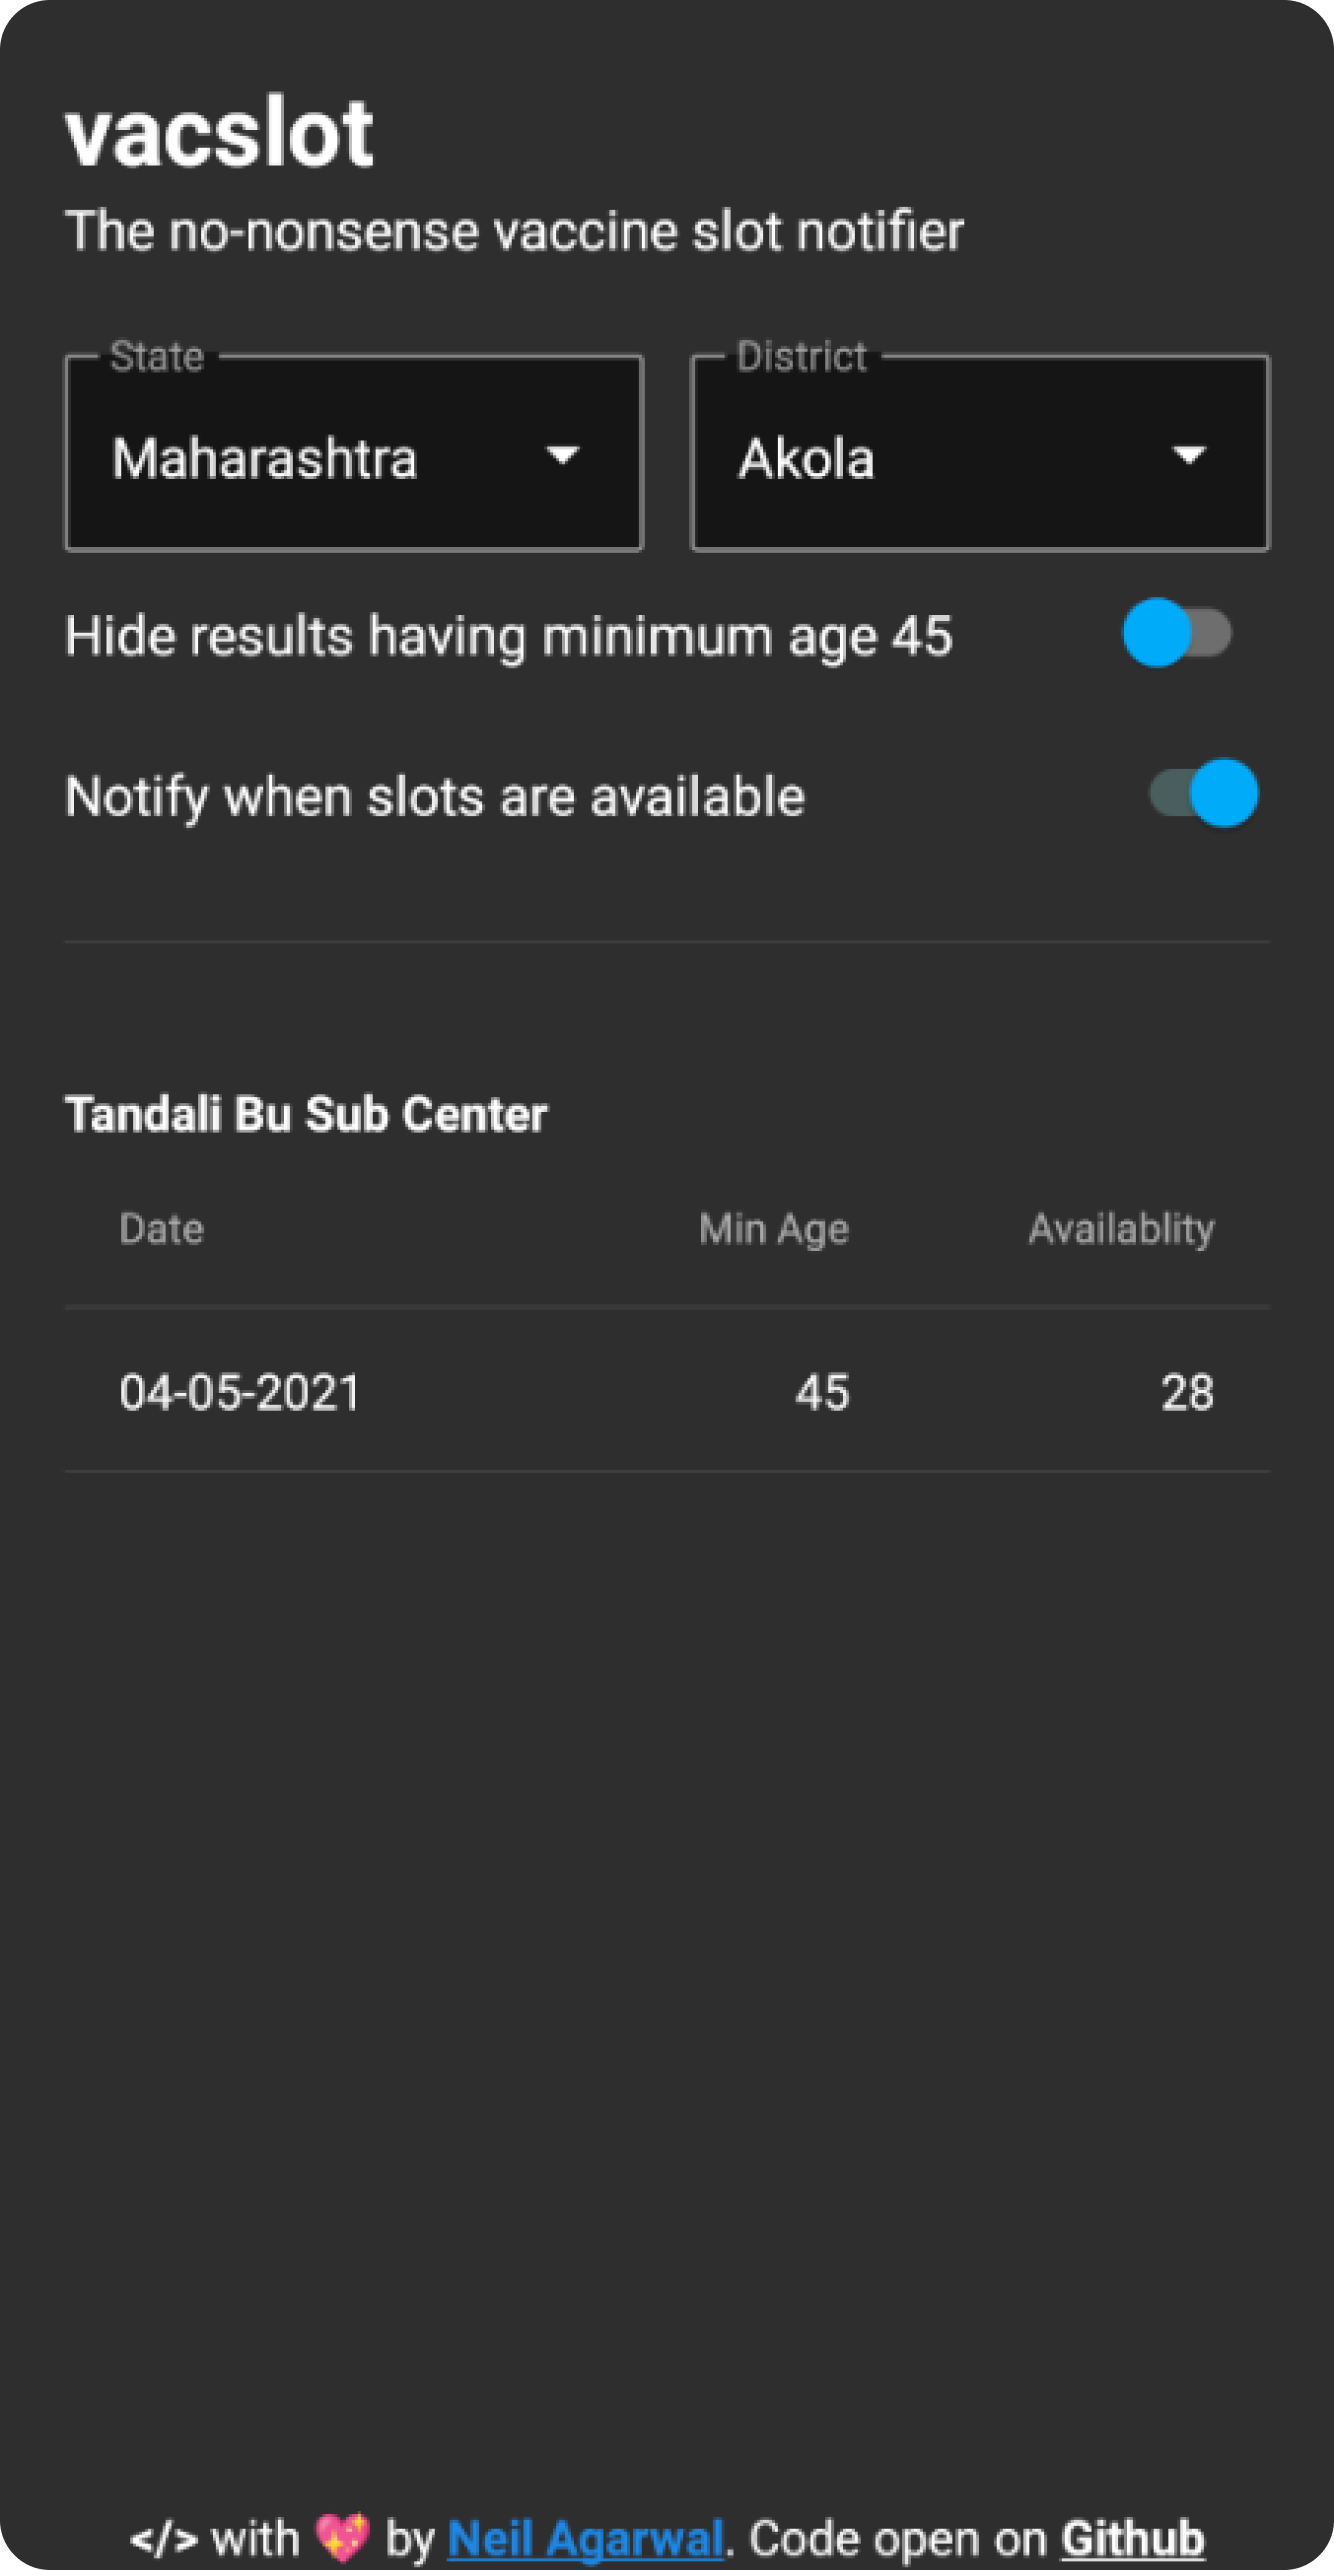 vacslot
The no-nonsense vaccine slot notifier
State District
Maharashtra Akola
Hide results having minimum age 45
Notify when slots are available
Tandali Bu Sub Center
Date Min Age Availablity
04-05-2021 45 28
</> with 💖 by Neil Agarwal. Code open on Github